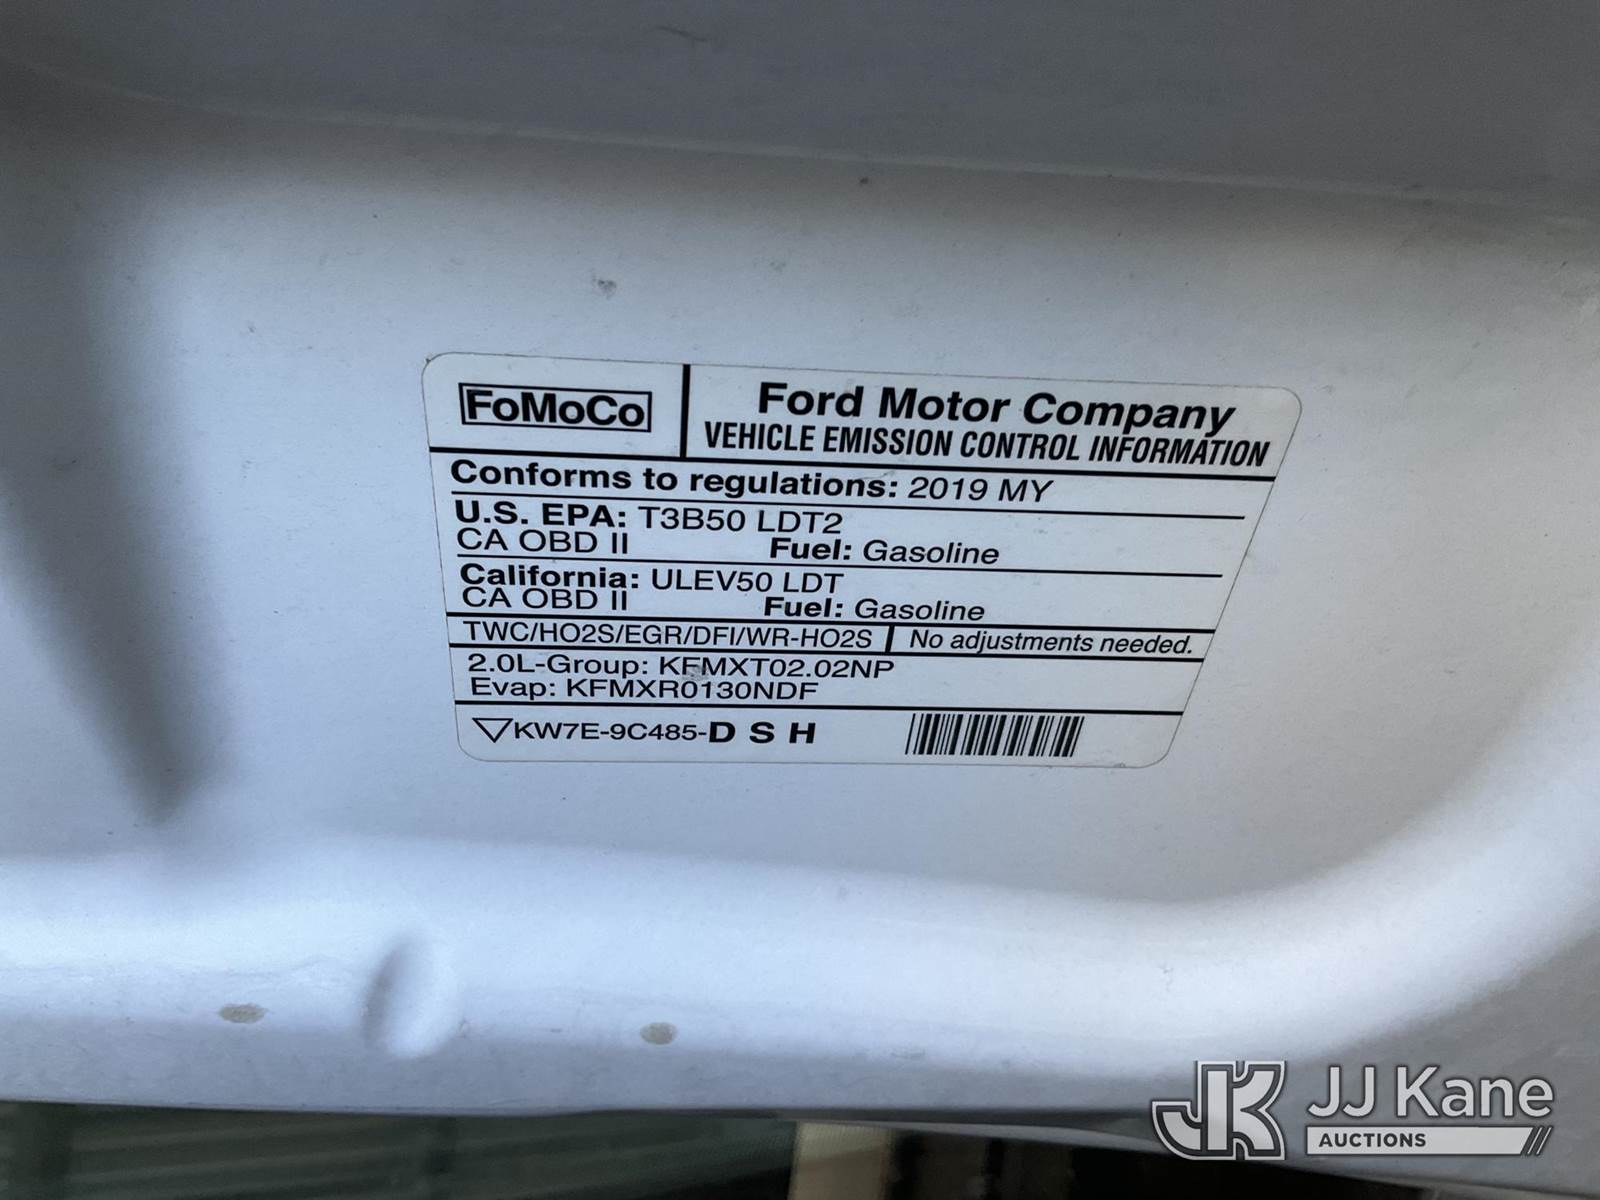 FoMoCo
Ford Motor Company
VEHICLE EMISSION CONTROL INFORMATION
Conforms to regulations: 2019 MY
U.S. EPA: T3B50 LDT2
CA OBD II Fuel: Gasoline
California: ULEV50 LDT
CA OBD II Fuel: Gasoline
TWC/HO2S/EGR/DFI/WR-HO2S No adjustments needed.
2.0L-Group: KFMXT02.02NP
Evap: KFMXR0130NDF
KW7E-9C485-D S H
JK JJ Kane
AUCTIONS